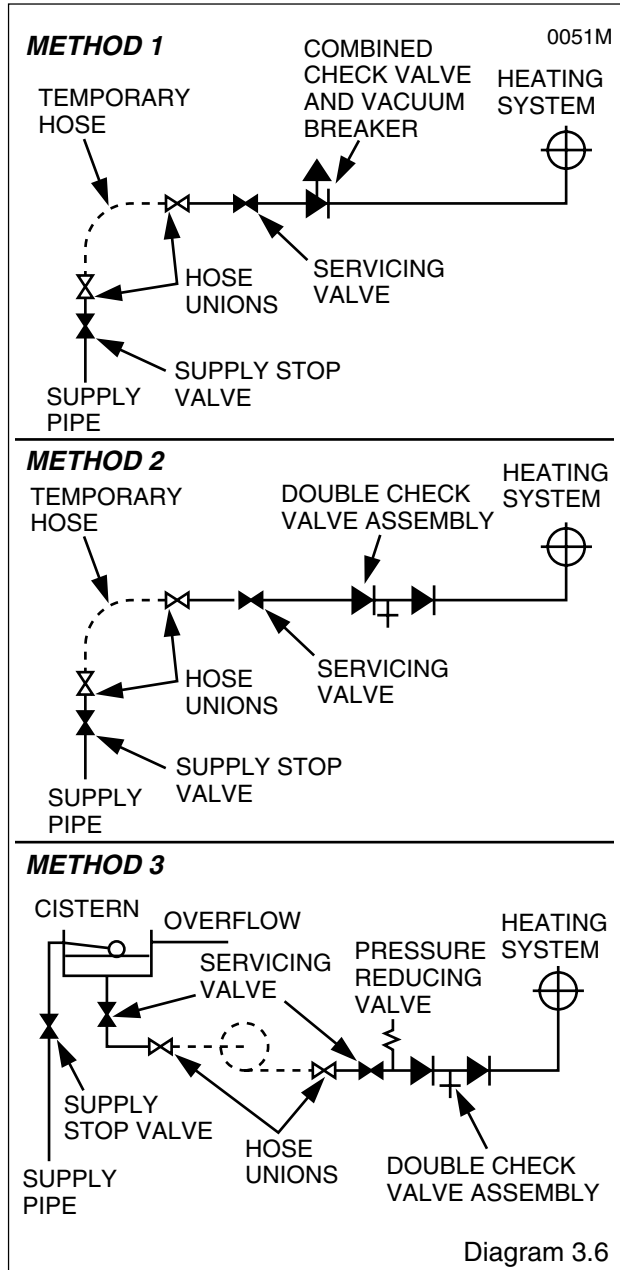 METHOD 1
0051M
COMBINED
CHECK VALVE
AND VACUUM
BREAKER
HEATING
SYSTEM
TEMPORARY
HOSE
HOSE
UNIONS
SERVICING
VALVE
SUPPLY STOP
VALVE
SUPPLY
PIPE
METHOD 2
TEMPORARY
HOSE
DOUBLE CHECK
VALVE ASSEMBLY
HEATING
SYSTEM
HOSE
UNIONS
SERVICING
VALVE
SUPPLY STOP
VALVE
SUPPLY
PIPE
METHOD 3
CISTERN
OVERFLOW
SERVICING
VALVE
PRESSURE
REDUCING
VALVE
HEATING
SYSTEM
SUPPLY
STOP VALVE
HOSE
UNIONS
DOUBLE CHECK
VALVE ASSEMBLY
SUPPLY
PIPE
Diagram 3.6